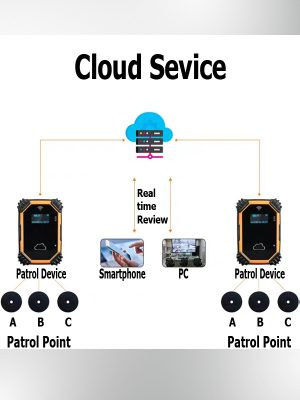 Cloud Sevice
Real
time
Review
Patrol Device
Smartphone
PC
Patrol Device
A B C
A B C
Patrol Point
Patrol Point